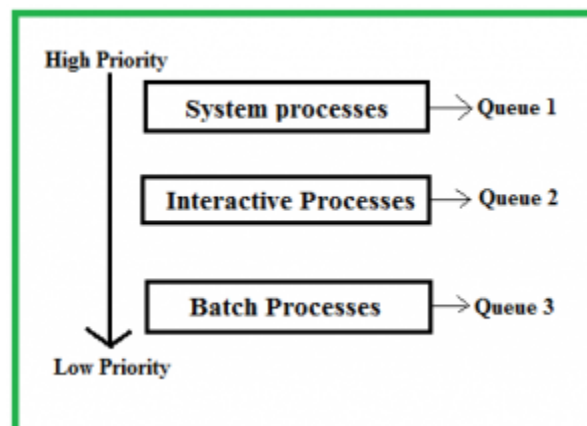 High Priority
System processes
Queue 1
Interactive Processes
Queue 2
Batch Processes
Queue 3
Low Priority